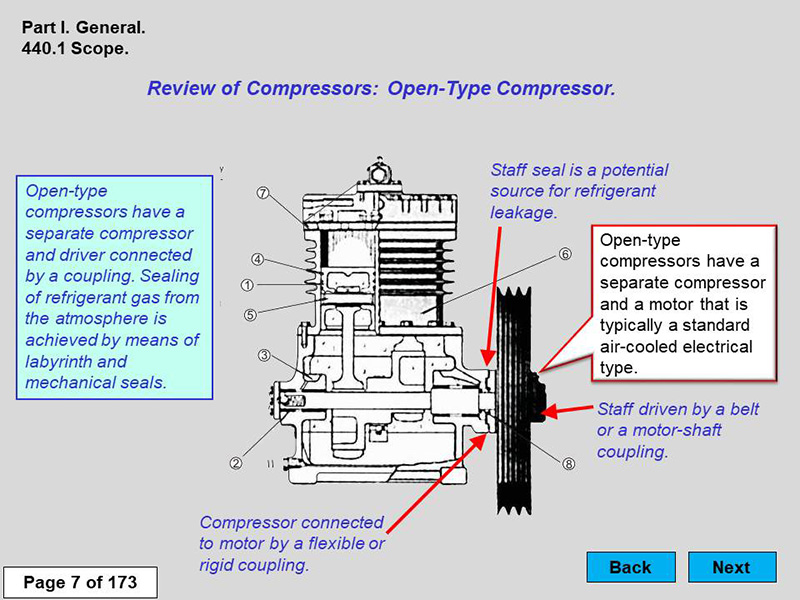 Part I. General.
440.1 Scope.
Review of Compressors: Open-Type Compressor.
Open-type
compressors have a
separate compressor
and driver connected
by a coupling. Sealing
of refrigerant gas from
the atmosphere is
achieved by means of
labyrinth and
mechanical seals.
Staff seal is a potential
source for refrigerant
leakage.
Open-type
compressors have a
separate compressor
and a motor that is
typically a standard
air-cooled electrical
type.
7
4
1
5
3
2
6
8
11
Staff driven by a belt
or a motor-shaft
coupling.
Compressor connected
to motor by a flexible or
rigid coupling.
Page 7 of 173
Back
Next